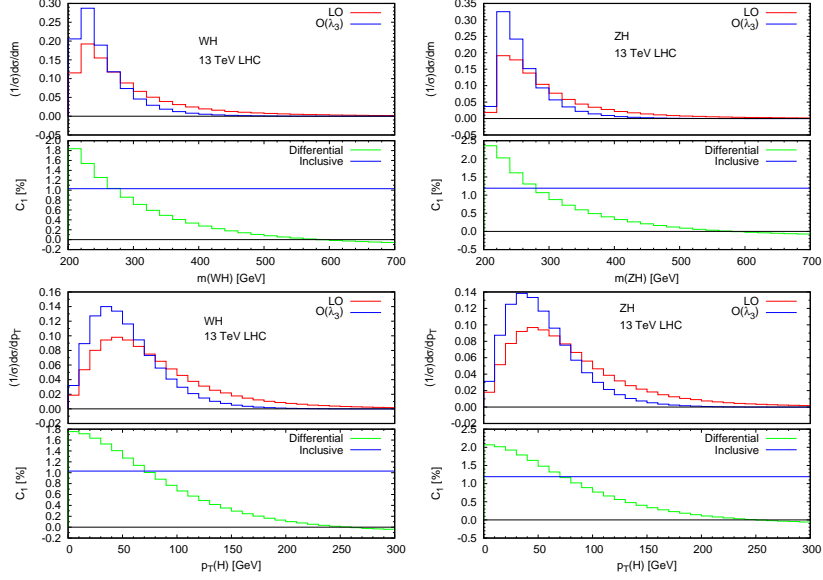 (1/σ)dσ/dm
0.30
0.25
0.20
0.15
0.10
0.05
0.00
-0.05
WH
13 TeV LHC
LO
O(λ₃)
C₁ [%]
2.0
1.8
1.6
1.4
1.2
1.0
0.8
0.6
0.4
0.2
0.0
-0.2
Differential
Inclusive
200 300 400 500 600 700
m(WH) [GeV]
(1/σ)dσ/dm
0.35
0.30
0.25
0.20
0.15
0.10
0.05
0.00
-0.05
ZH
13 TeV LHC
LO
O(λ₃)
C₁ [%]
2.5
2.0
1.5
1.0
0.5
0.0
-0.5
Differential
Inclusive
200 300 400 500 600 700
m(ZH) [GeV]
(1/σ)dσ/dp_T
0.16
0.14
0.12
0.10
0.08
0.06
0.04
0.02
0.00
-0.02
WH
13 TeV LHC
LO
O(λ₃)
C₁ [%]
1.8
1.6
1.4
1.2
1.0
0.8
0.6
0.4
0.2
0.0
-0.2
Differential
Inclusive
0 50 100 150 200 250 300
p_T(H) [GeV]
(1/σ)dσ/dp_T
0.14
0.12
0.10
0.08
0.06
0.04
0.02
0.00
-0.02
ZH
13 TeV LHC
LO
O(λ₃)
C₁ [%]
2.5
2.0
1.5
1.0
0.5
0.0
-0.5
Differential
Inclusive
0 50 100 150 200 250 300
p_T(H) [GeV]